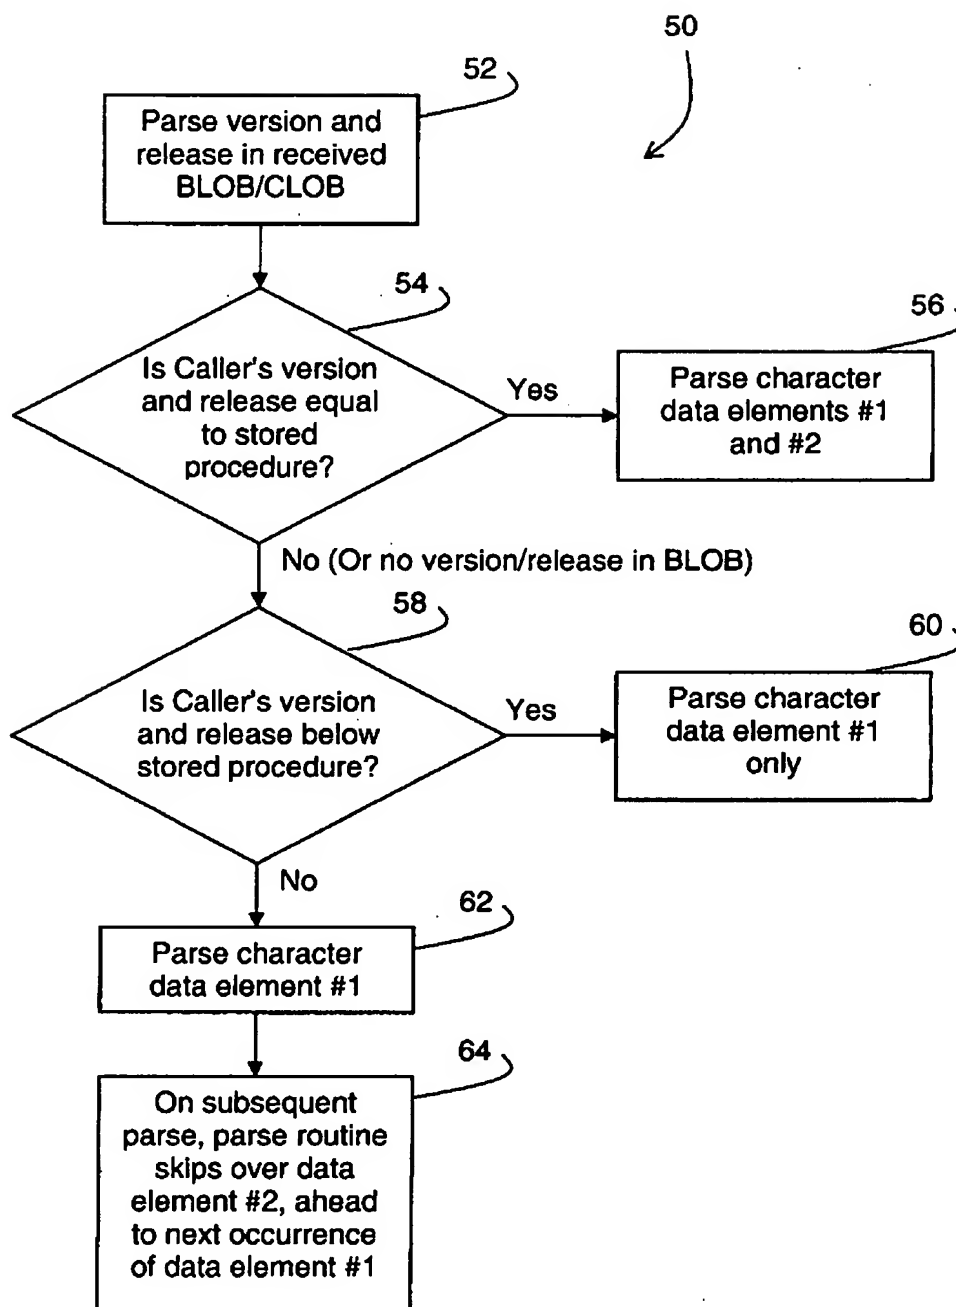 50
52
Parse version and
release in received
BLOB/CLOB
54
Is Caller's version
and release equal
to stored
procedure?
Yes
56
Parse character
data elements #1
and #2
No (Or no version/release in BLOB)
58
Is Caller's version
and release below
stored procedure?
Yes
60
Parse character
data element #1
only
No
62
Parse character
data element #1
64
On subsequent
parse, parse routine
skips over data
element #2, ahead
to next occurrence
of data element #1